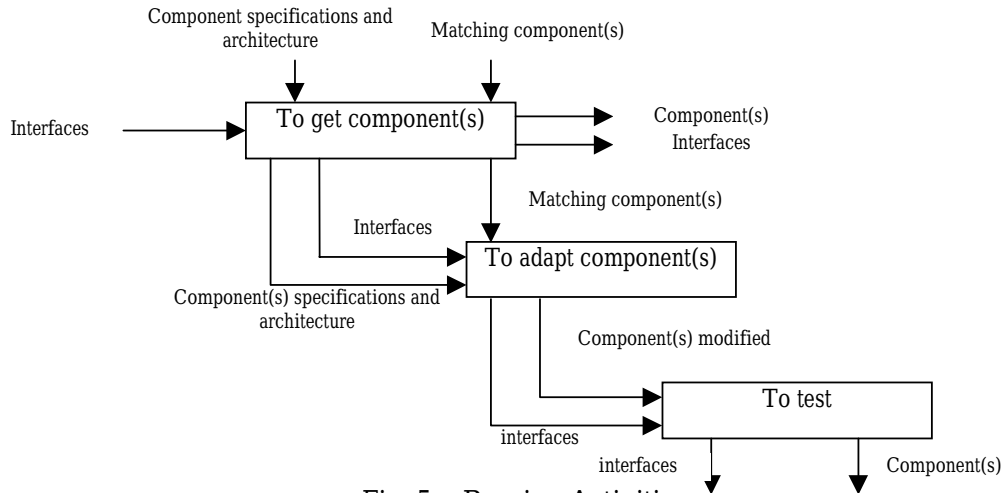 Component specifications and
architecture
Matching component(s)
To get component(s)
Interfaces
Component(s)
Interfaces
Matching component(s)
Interfaces
To adapt component(s)
Component(s) specifications and
architecture
Component(s) modified
To test
interfaces
interfaces
Component(s)